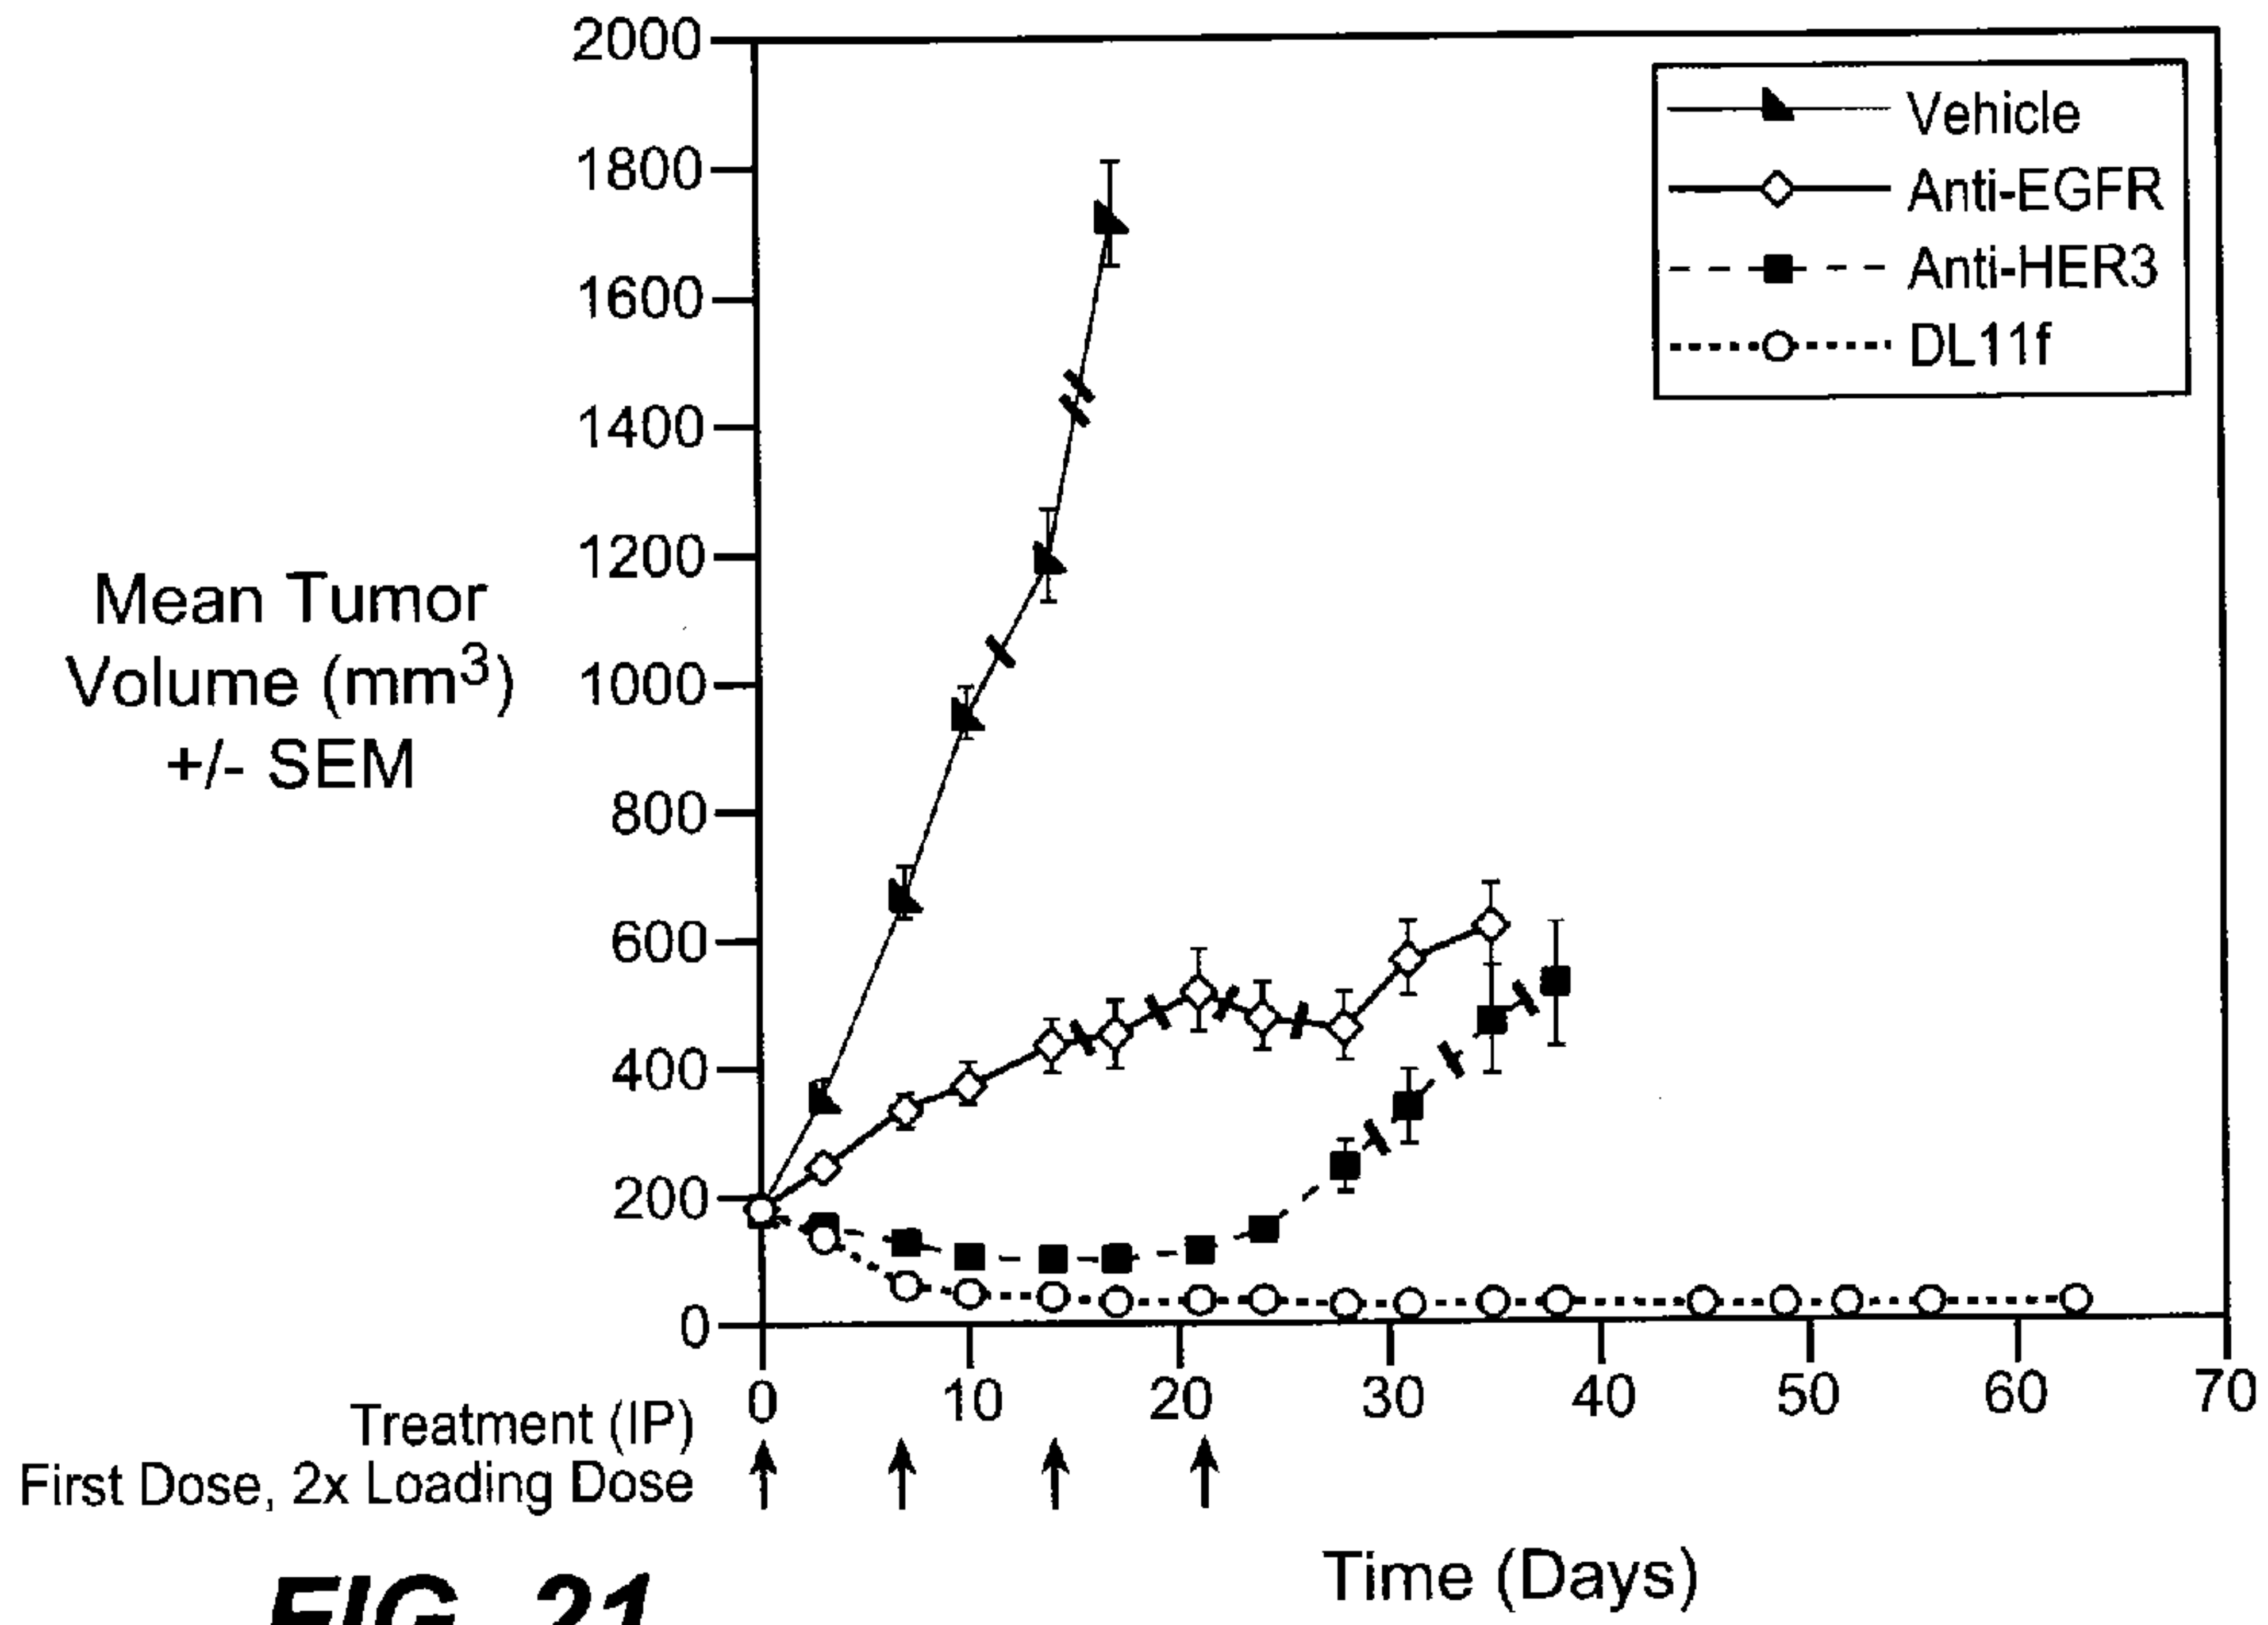 2000
1800
1600
1400
1200
1000
800
600
400
200
0
Mean Tumor
Volume (mm3)
+/- SEM
Vehicle
Anti-EGFR
Anti-HER3
DL11f
0 10 20 30 40 50 60 70
Treatment (IP)
First Dose, 2x Loading Dose
Time (Days)
FIG. 21